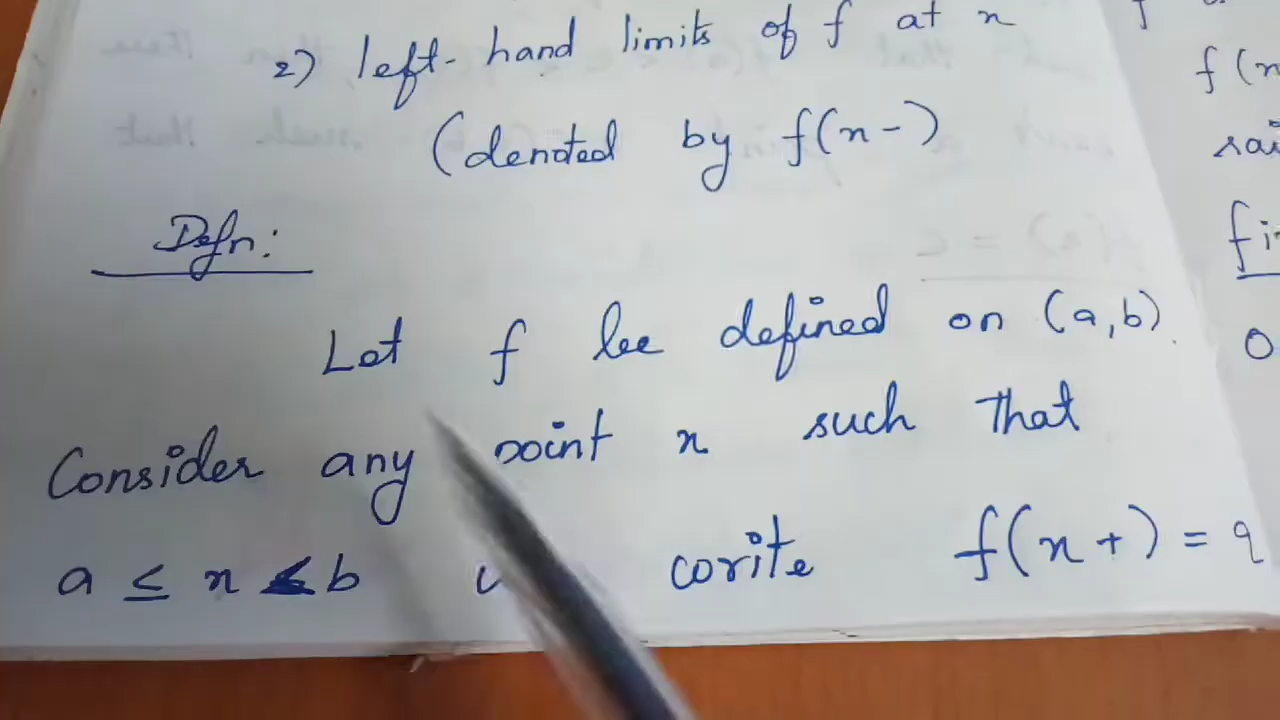 2) left-hand limits of f at x
(denoted by f(x-)
Defn:
Let f be defined on (a,b).
Consider any point x such that
a ≤ x < b write f(x+) = q
f(x
fi